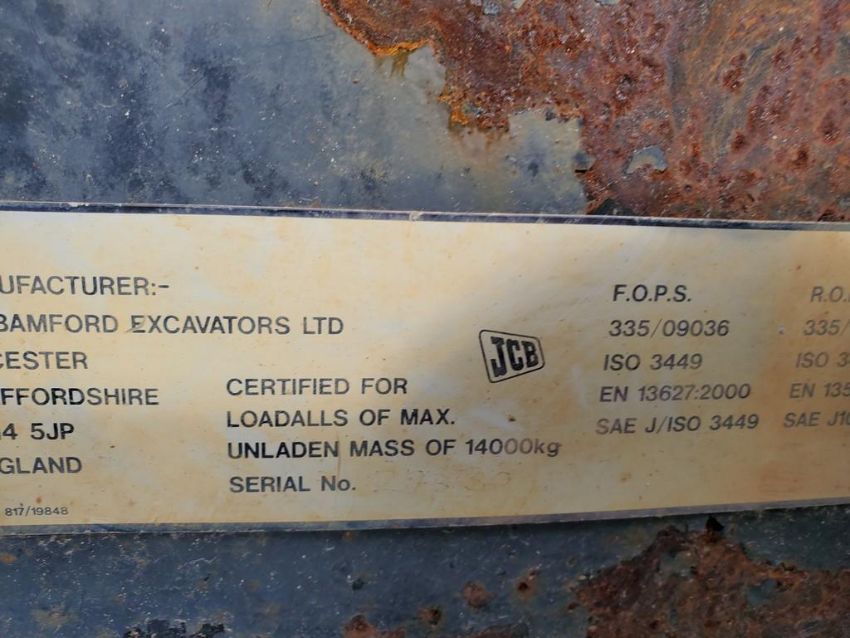 UFACTURER:-
BAMFORD EXCAVATORS LTD
CESTER
FFORDSHIRE
4 5JP
GLAND
817/19848
CERTIFIED FOR
LOADALLS OF MAX.
UNLADEN MASS OF 14000kg
SERIAL No.
JCB
F.O.P.S.
335/09036
ISO 3449
EN 13627:2000
SAE J/ISO 3449
R.O.
335/
ISO 3
EN 135
SAE J10